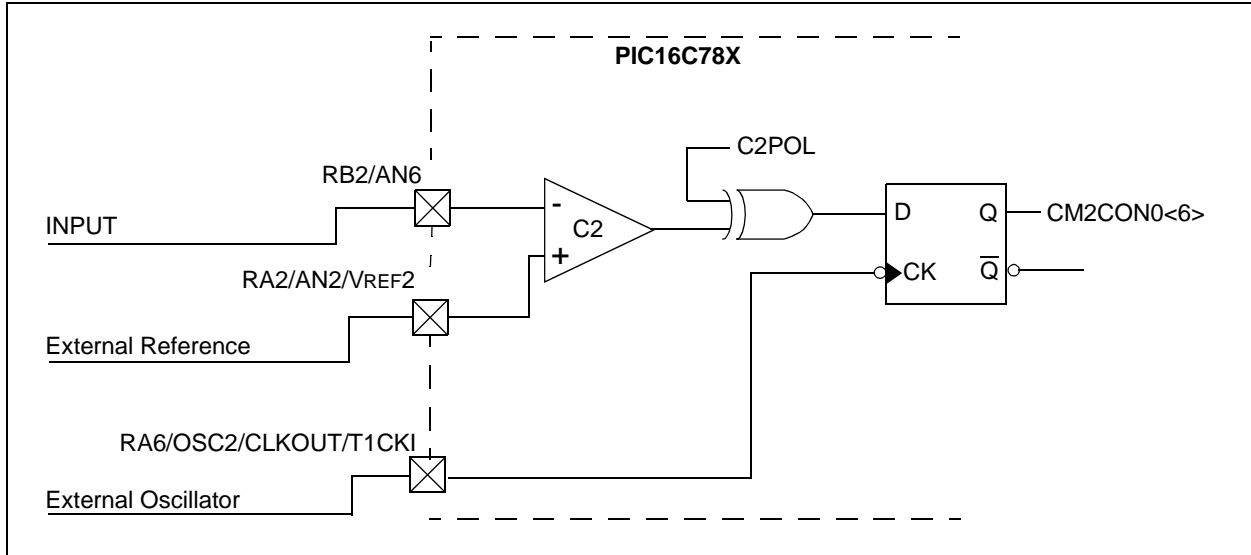 PIC16C78X
C2POL
RB2/AN6
INPUT
-
C2
+
D
Q
CM2CON0<6>
RA2/AN2/VREF2
CK
Q̅
External Reference
RA6/OSC2/CLKOUT/T1CKI
External Oscillator